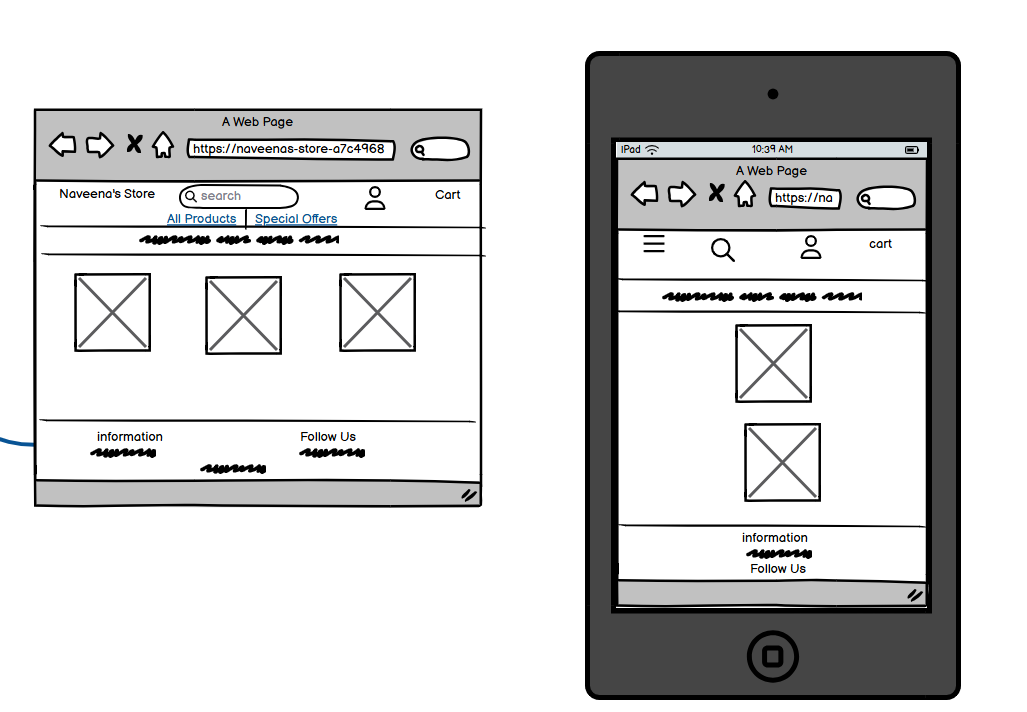 A Web Page
https://naveenas-store-a7c4968
Naveena's Store search Cart
All Products Special Offers
information Follow Us
iPad 10:39 AM
A Web Page
https://na
cart
information
Follow Us